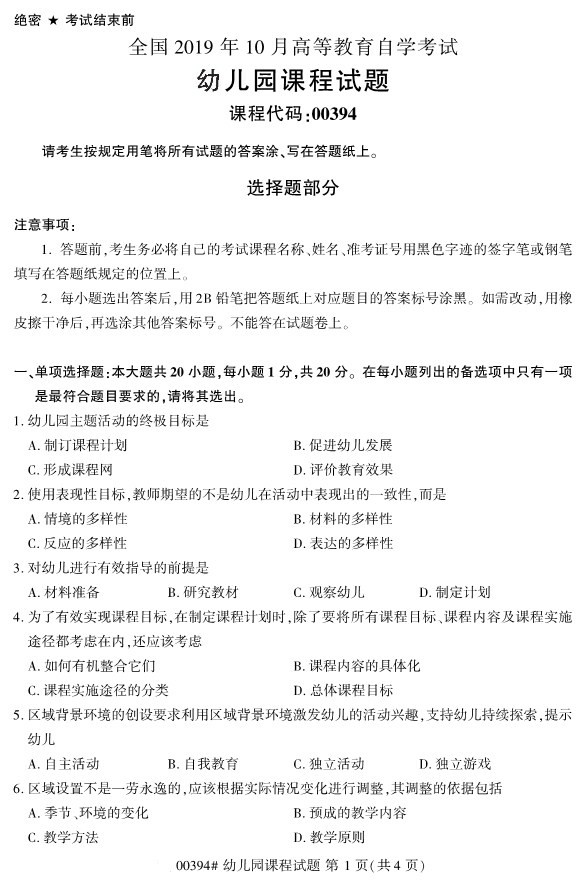 绝密 ★ 考试结束前
全国 2019 年 10 月高等教育自学考试
幼儿园课程试题
课程代码:00394
请考生按规定用笔将所有试题的答案涂、写在答题纸上。
选择题部分
注意事项:
1. 答题前,考生务必将自己的考试课程名称、姓名、准考证号用黑色字迹的签字笔或钢笔
填写在答题纸规定的位置上。
2. 每小题选出答案后,用 2B 铅笔把答题纸上对应题目的答案标号涂黑。如需改动,用橡
皮擦干净后,再选涂其他答案标号。不能答在试题卷上。
一、单项选择题:本大题共 20 小题,每小题 1 分,共 20 分。在每小题列出的备选项中只有一项
是最符合题目要求的,请将其选出。
1. 幼儿园主题活动的终极目标是
A. 制订课程计划 B. 促进幼儿发展
C. 形成课程网 D. 评价教育效果
2. 使用表现性目标,教师期望的不是幼儿在活动中表现出的一致性,而是
A. 情境的多样性 B. 材料的多样性
C. 反应的多样性 D. 表达的多样性
3. 对幼儿进行有效指导的前提是
A. 材料准备 B. 研究教材 C. 观察幼儿 D. 制定计划
4. 为了有效实现课程目标,在制定课程计划时,除了要将所有课程目标、课程内容及课程实施
途径都考虑在内,还应该考虑
A. 如何有机整合它们 B. 课程内容的具体化
C. 课程实施途径的分类 D. 总体课程目标
5. 区域背景环境的创设要求利用区域背景环境激发幼儿的活动兴趣,支持幼儿持续探索,提示
幼儿
A. 自主活动 B. 自我教育 C. 独立活动 D. 独立游戏
6. 区域设置不是一劳永逸的,应该根据实际情况变化进行调整,其调整的依据包括
A. 季节、环境的变化 B. 预成的教学内容
C. 教学方法 D. 教学原则
00394# 幼儿园课程试题 第 1 页(共 4 页)